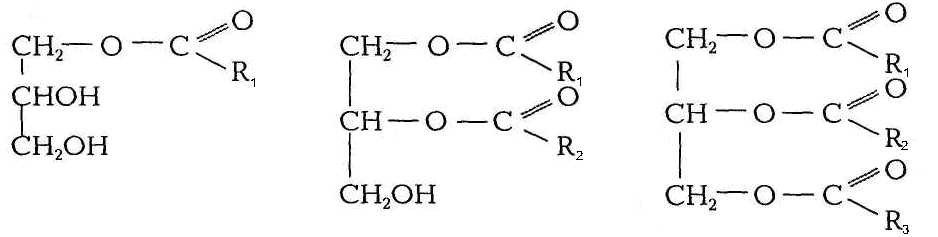 CH₂—O—C=O
R₁
CHOH
CH₂OH
CH₂—O—C=O
R₁
CH—O—C=O
R₂
CH₂OH
CH₂—O—C=O
R₁
CH—O—C=O
R₂
CH₂—O—C=O
R₃